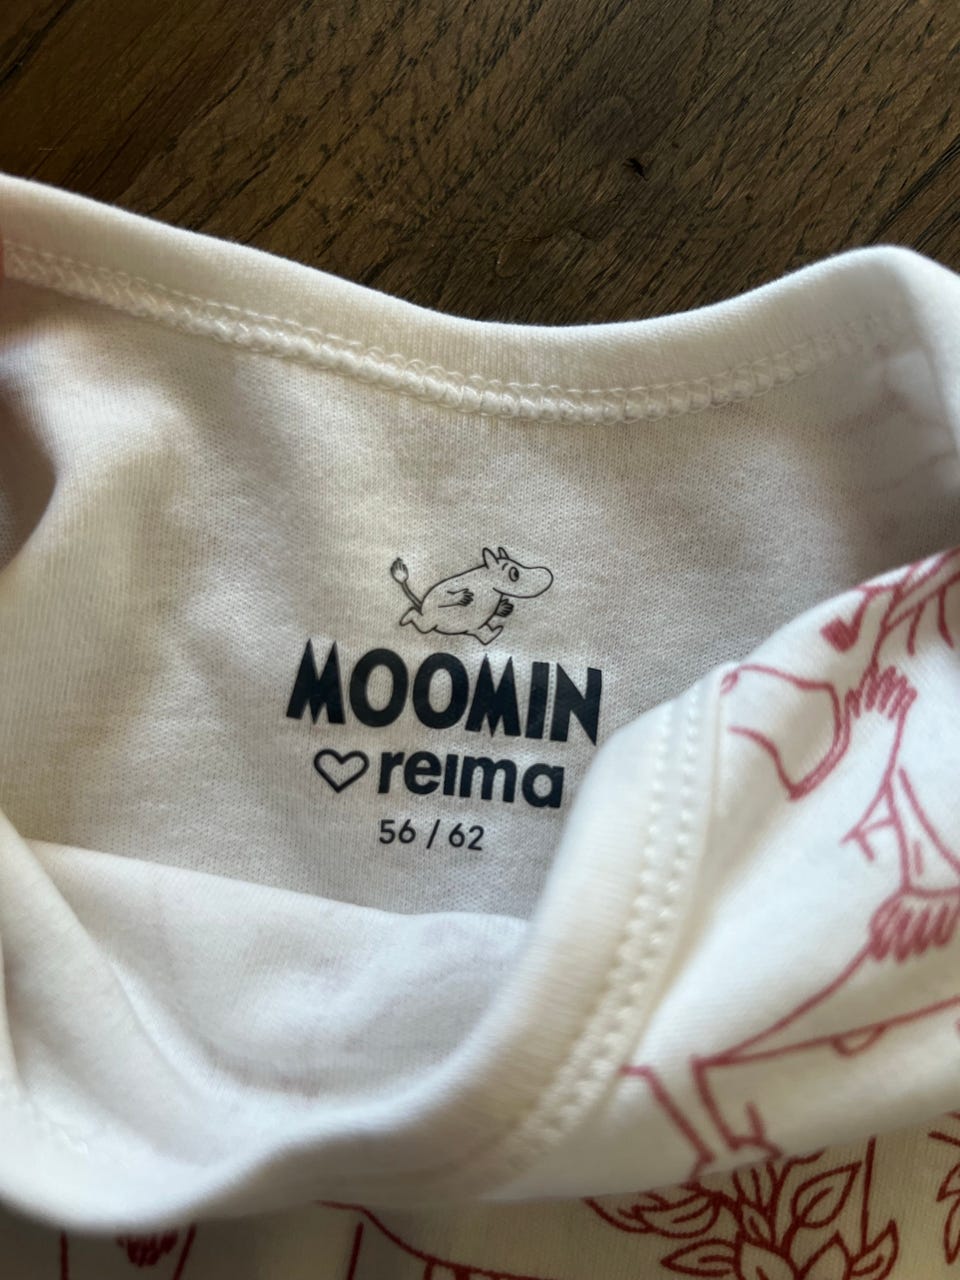 MOOMIN
♡ reima
56 / 62